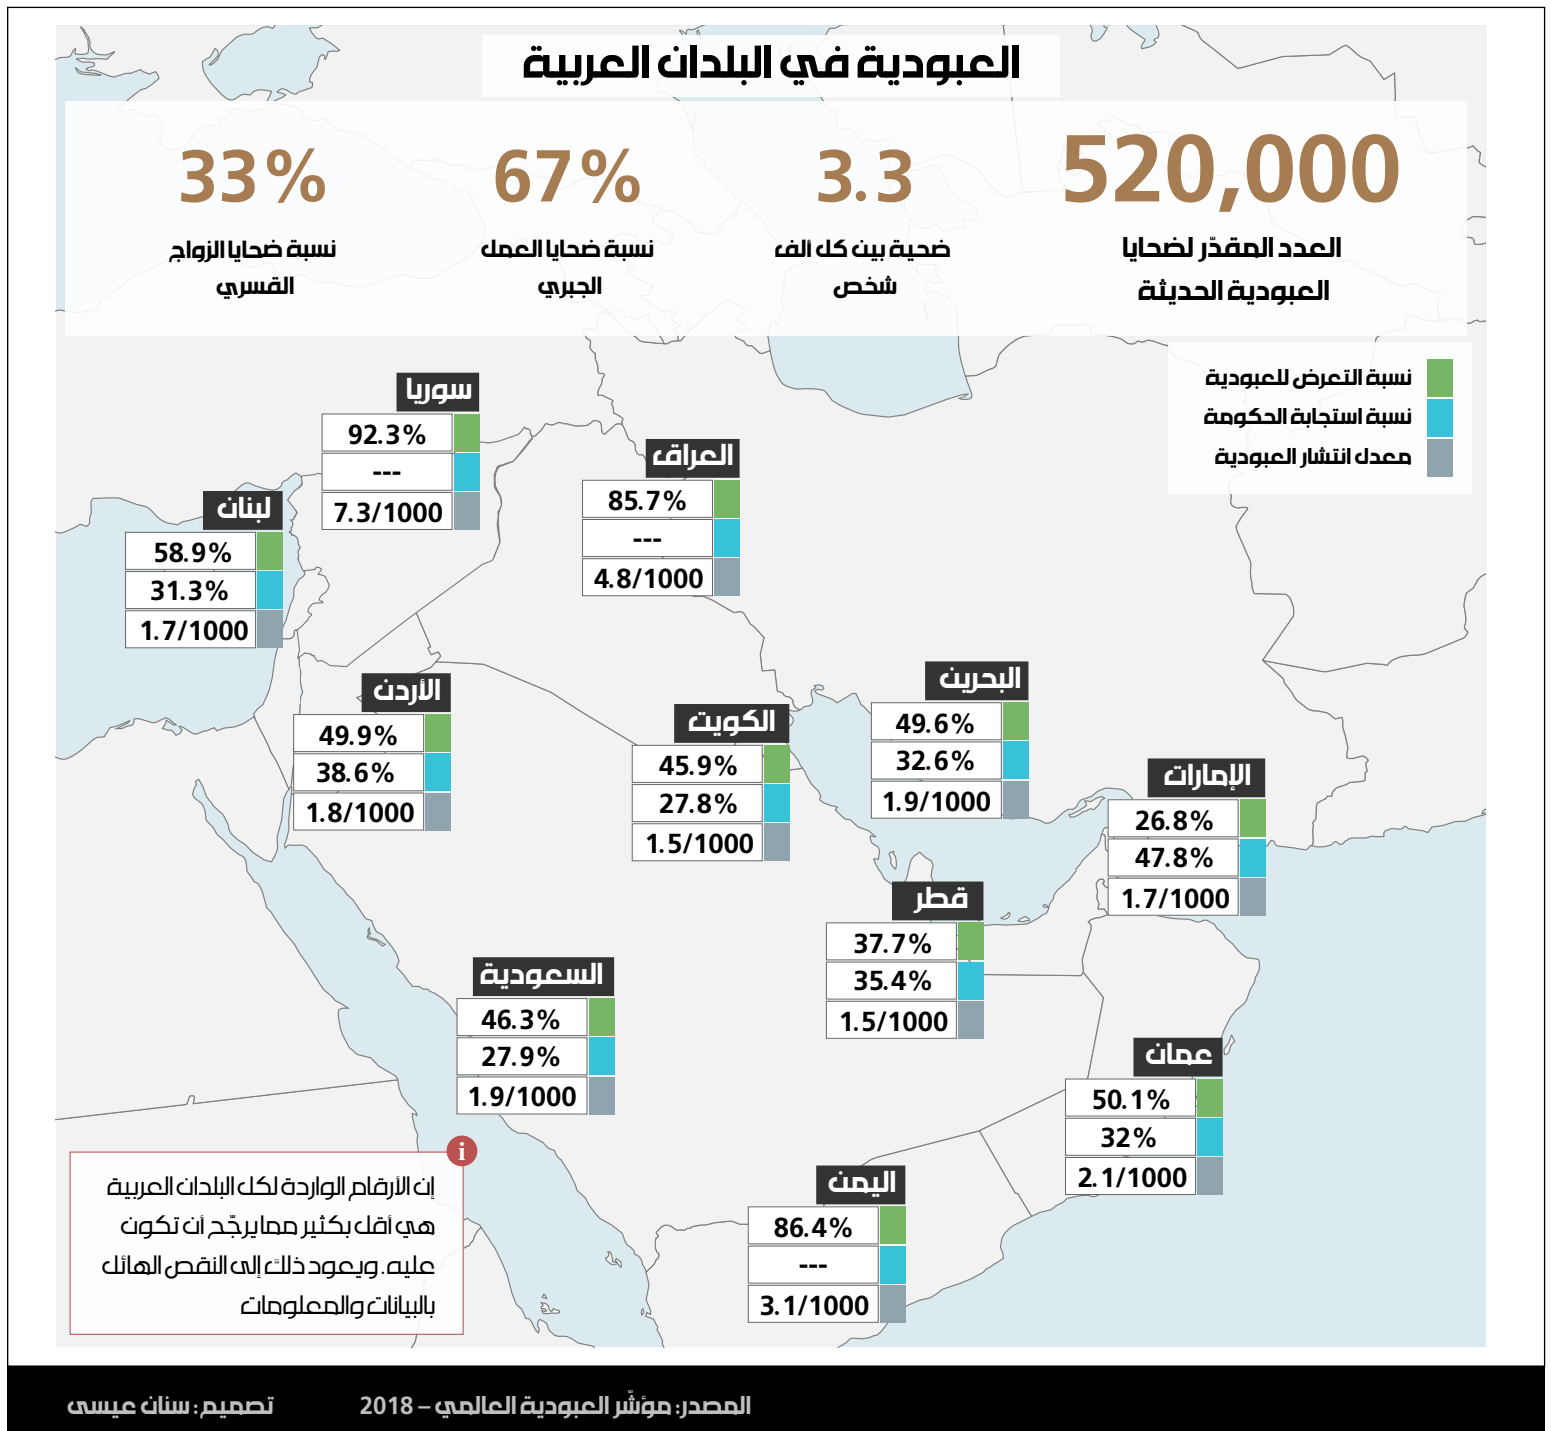 العبودية في البلدان العربية
520,000
العدد المقدّر لضحايا
العبودية الحديثة
3.3
ضحية بين كل ألف
شخص
67%
نسبة ضحايا العمل
الجبري
33%
نسبة ضحايا الزواج
القسري
نسبة التعرض للعبودية
نسبة استجابة الحكومة
معدل انتشار العبودية
سوريا
92.3%
---
7.3/1000
العراق
85.7%
---
4.8/1000
لبنان
58.9%
31.3%
1.7/1000
البحرين
49.6%
32.6%
1.9/1000
الأردن
49.9%
38.6%
1.8/1000
الكويت
45.9%
27.8%
1.5/1000
الإمارات
26.8%
47.8%
1.7/1000
قطر
37.7%
35.4%
1.5/1000
السعودية
46.3%
27.9%
1.9/1000
عمان
50.1%
32%
2.1/1000
اليمن
86.4%
---
3.1/1000
i
إن الأرقام الواردة لكل البلدان العربية
هي أقل بكثير مما يرجّح أن تكون
عليه. ويعود ذلك إلى النقص الهائل
بالبيانات والمعلومات
المصدر: مؤشّر العبودية العالمي – 2018
تصميم: سنان عيسى